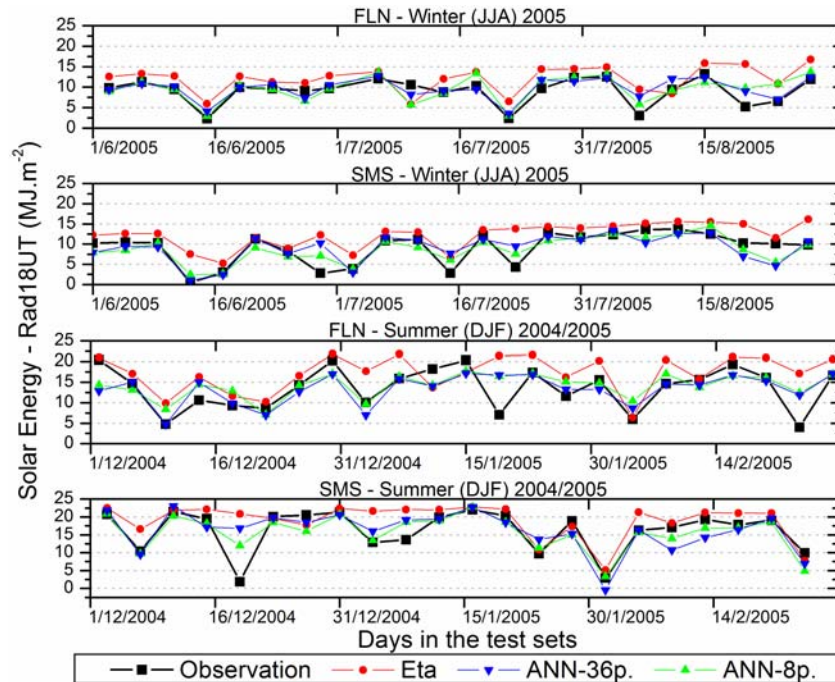 FLN - Winter (JJA) 2005
25
20
15
10
5
0
1/6/2005 16/6/2005 1/7/2005 16/7/2005 31/7/2005 15/8/2005
SMS - Winter (JJA) 2005
25
20
15
10
5
0
1/6/2005 16/6/2005 1/7/2005 16/7/2005 31/7/2005 15/8/2005
FLN - Summer (DJF) 2004/2005
25
20
15
10
5
0
1/12/2004 16/12/2004 31/12/2004 15/1/2005 30/1/2005 14/2/2005
SMS - Summer (DJF) 2004/2005
25
20
15
10
5
0
1/12/2004 16/12/2004 31/12/2004 15/1/2005 30/1/2005 14/2/2005
Solar Energy - Rad18UT (MJ.m⁻²)
Days in the test sets
Observation Eta ANN-36p. ANN-8p.